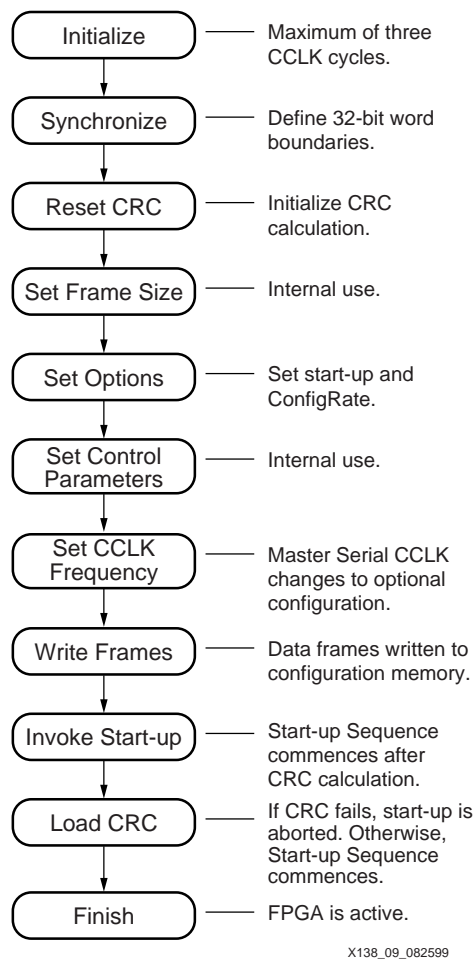 Initialize
Maximum of three
CCLK cycles.
Synchronize
Define 32-bit word
boundaries.
Reset CRC
Initialize CRC
calculation.
Set Frame Size
Internal use.
Set Options
Set start-up and
ConfigRate.
Set Control
Parameters
Internal use.
Set CCLK
Frequency
Master Serial CCLK
changes to optional
configuration.
Write Frames
Data frames written to
configuration memory.
Invoke Start-up
Start-up Sequence
commences after
CRC calculation.
Load CRC
If CRC fails, start-up is
aborted. Otherwise,
Start-up Sequence
commences.
Finish
FPGA is active.
X138_09_082599